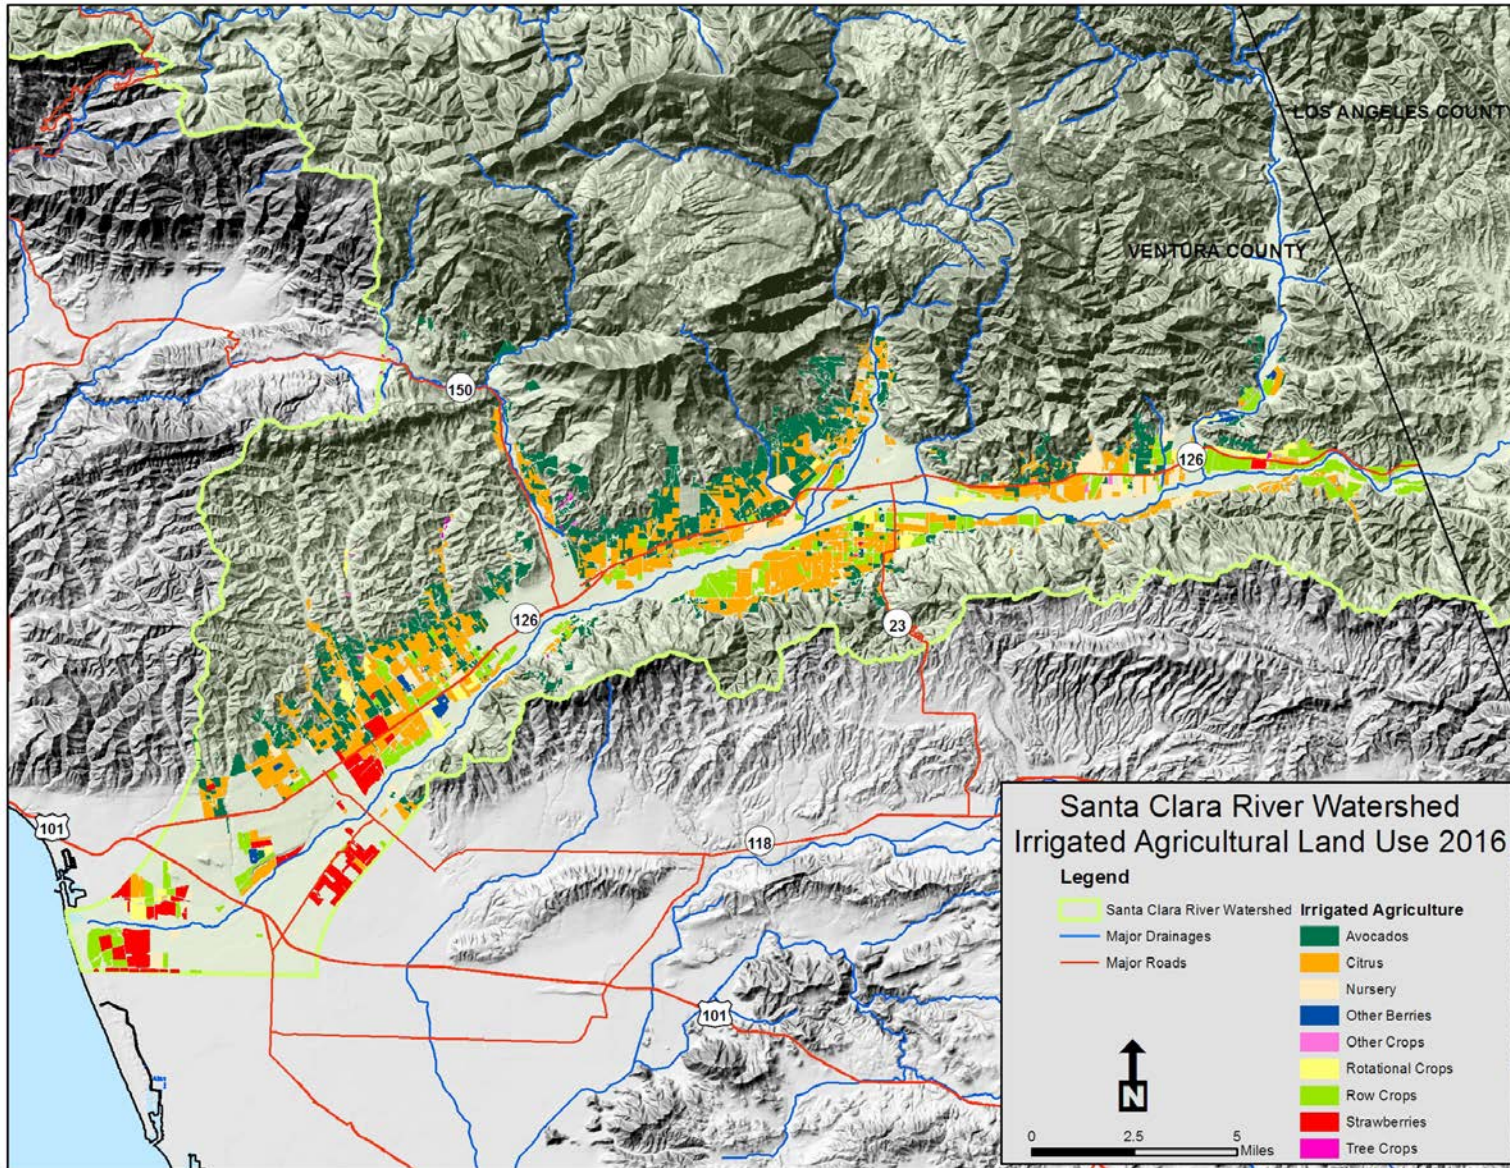 LOS ANGELES COUNTY
VENTURA COUNTY
150
126
126
23
101
118
101
Santa Clara River Watershed
Irrigated Agricultural Land Use 2016
Legend
Santa Clara River Watershed
Major Drainages
Major Roads
Irrigated Agriculture
Avocados
Citrus
Nursery
Other Berries
Other Crops
Rotational Crops
Row Crops
Strawberries
Tree Crops
N
0 2.5 5
Miles